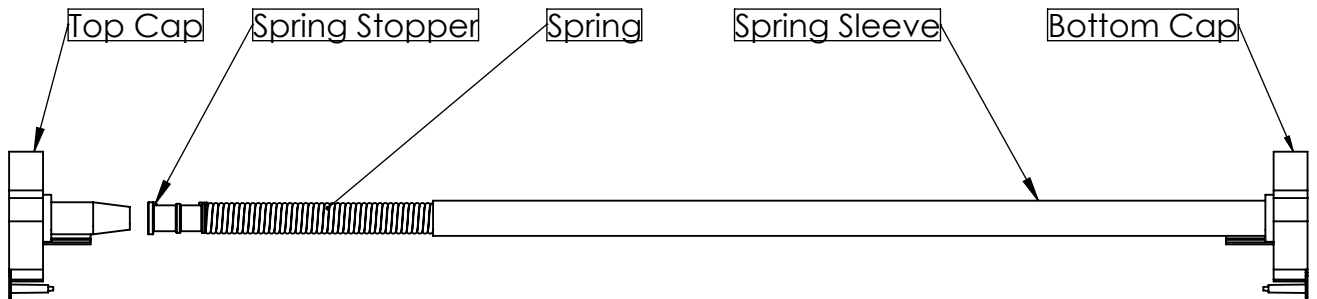 Top Cap
Spring Stopper
Spring
Spring Sleeve
Bottom Cap